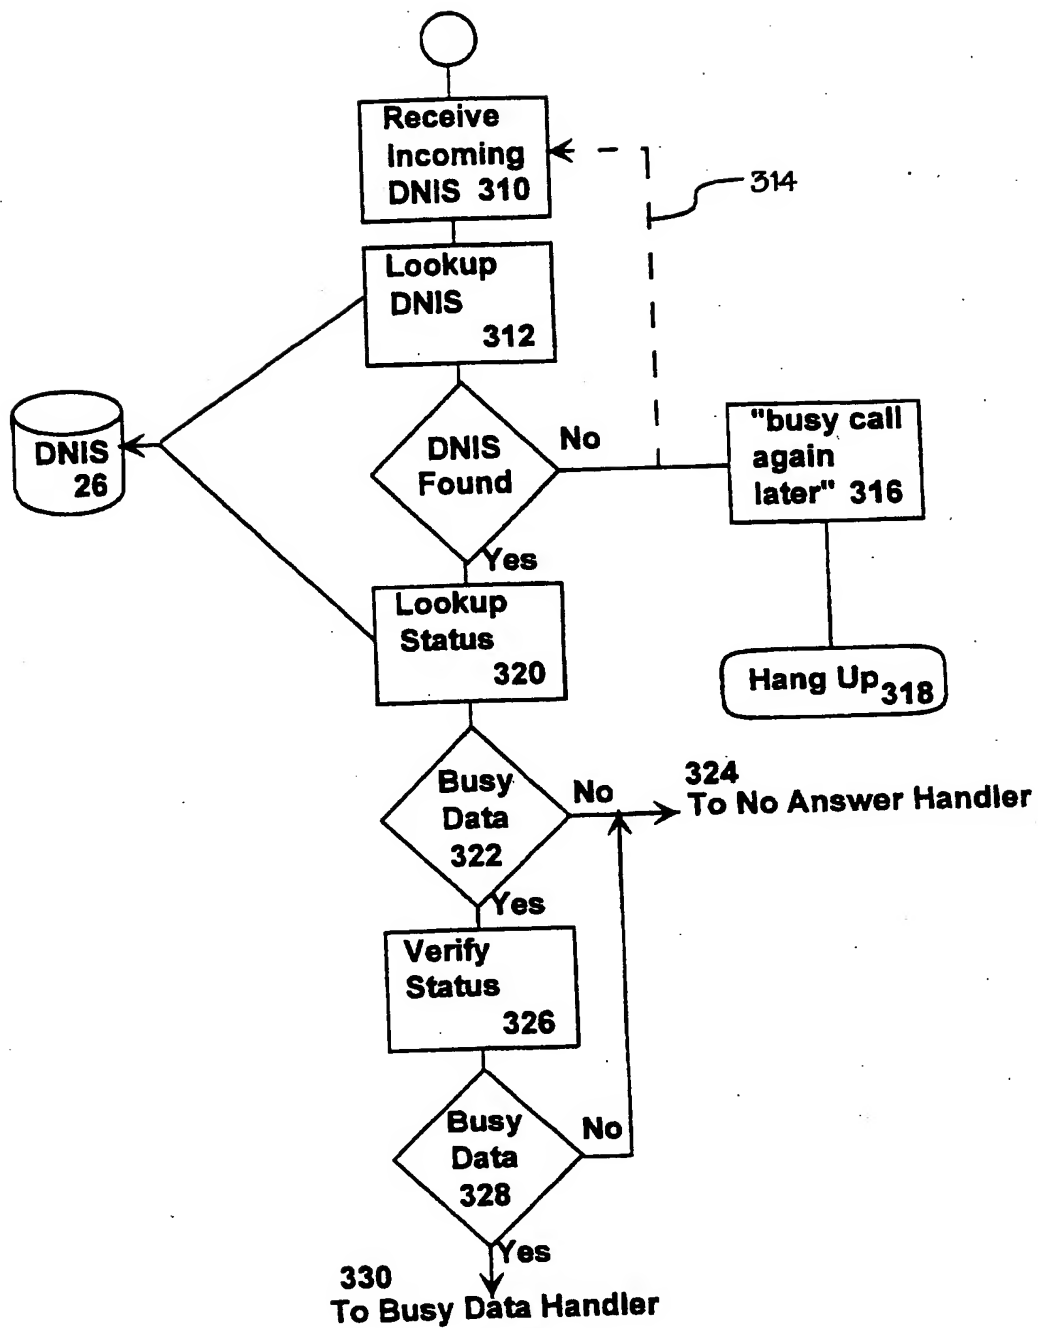 Receive
Incoming
DNIS 310
314
Lookup
DNIS
312
DNIS
26
DNIS
Found
No
"busy call
again
later" 316
Yes
Lookup
Status
320
Hang Up 318
Busy
Data
322
No
324
To No Answer Handler
Yes
Verify
Status
326
Busy
Data
328
No
Yes
330
To Busy Data Handler